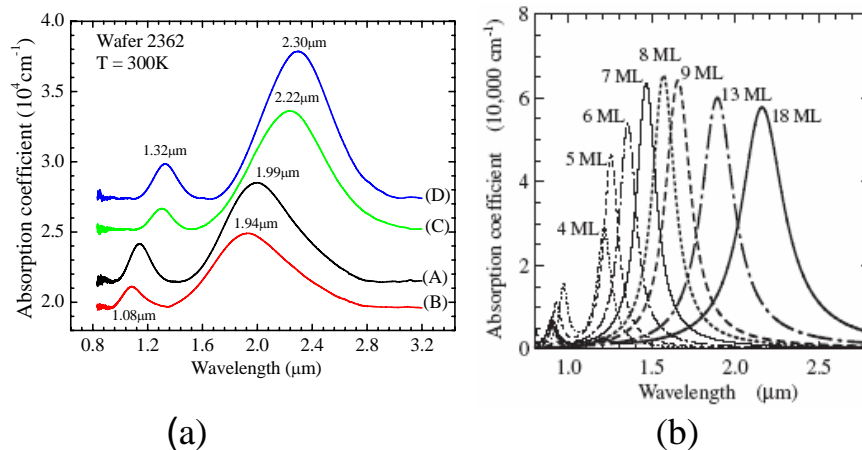 4.0
3.5
3.0
2.5
2.0
Absorption coefficient (10⁴cm⁻¹)
Wafer 2362
T = 300K
2.30μm
2.22μm
1.99μm
1.94μm
1.32μm
1.08μm
(D)
(C)
(A)
(B)
0.8 1.2 1.6 2.0 2.4 2.8 3.2
Wavelength (μm)
(a)
8
6
4
2
0
Absorption coefficient (10,000 cm⁻¹)
8 ML
7 ML
9 ML
6 ML
13 ML
18 ML
5 ML
4 ML
1.0 1.5 2.0 2.5
Wavelength (μm)
(b)